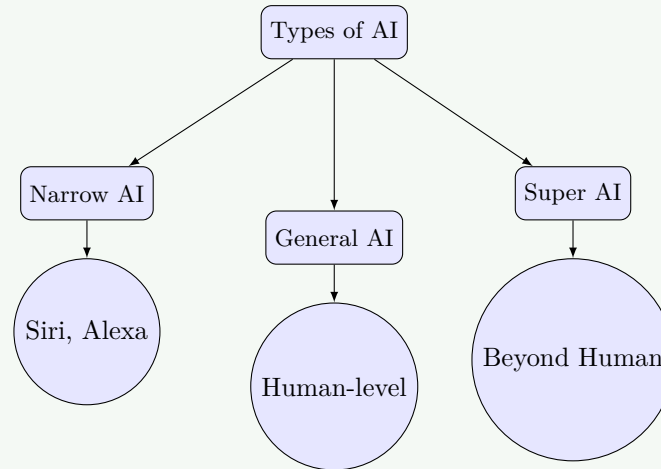 Types of AI
Narrow AI
Super AI
General AI
Siri, Alexa
Beyond Human
Human-level